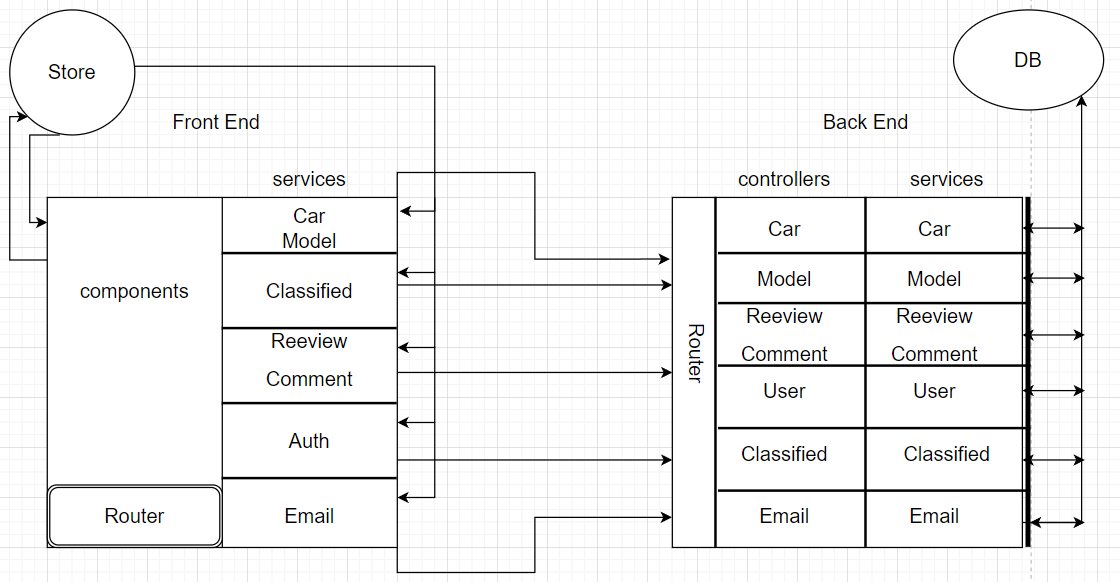 Store
DB
Front End
Back End
services
controllers
services
Car
Model
components
Classified
Reeview
Comment
Auth
Router
Email
Router
Car
Car
Model
Model
Reeview
Reeview
Comment
Comment
User
User
Classified
Classified
Email
Email